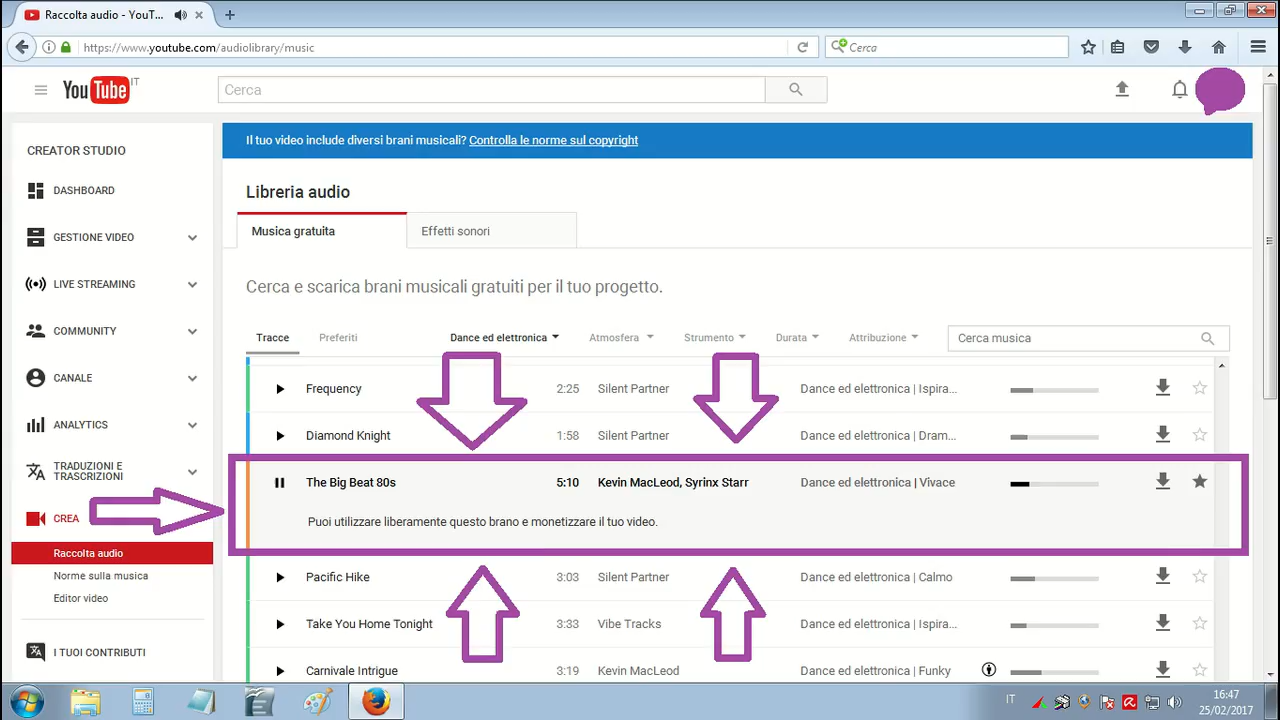 Raccolta audio - YouT...
https://www.youtube.com/audiolibrary/music
Cerca
YouTube IT
Cerca
CREATOR STUDIO
DASHBOARD
GESTIONE VIDEO
LIVE STREAMING
COMMUNITY
CANALE
ANALYTICS
TRADUZIONI E
TRASCRIZIONI
CREA
Raccolta audio
Norme sulla musica
Editor video
I TUOI CONTRIBUTI
Il tuo video include diversi brani musicali? Controlla le norme sul copyright
Libreria audio
Musica gratuita Effetti sonori
Cerca e scarica brani musicali gratuiti per il tuo progetto.
Tracce Preferiti Dance ed elettronica Atmosfera Strumento Durata Attribuzione Cerca musica
Frequency 2:25 Silent Partner Dance ed elettronica | Ispira...
Diamond Knight 1:58 Silent Partner Dance ed elettronica | Dram...
The Big Beat 80s 5:10 Kevin MacLeod, Syrinx Starr Dance ed elettronica | Vivace
Puoi utilizzare liberamente questo brano e monetizzare il tuo video.
Pacific Hike 3:03 Silent Partner Dance ed elettronica | Calmo
Take You Home Tonight 3:33 Vibe Tracks Dance ed elettronica | Ispira...
Carnivale Intrigue 3:19 Kevin MacLeod Dance ed elettronica | Funky
IT
16:47
25/02/2017